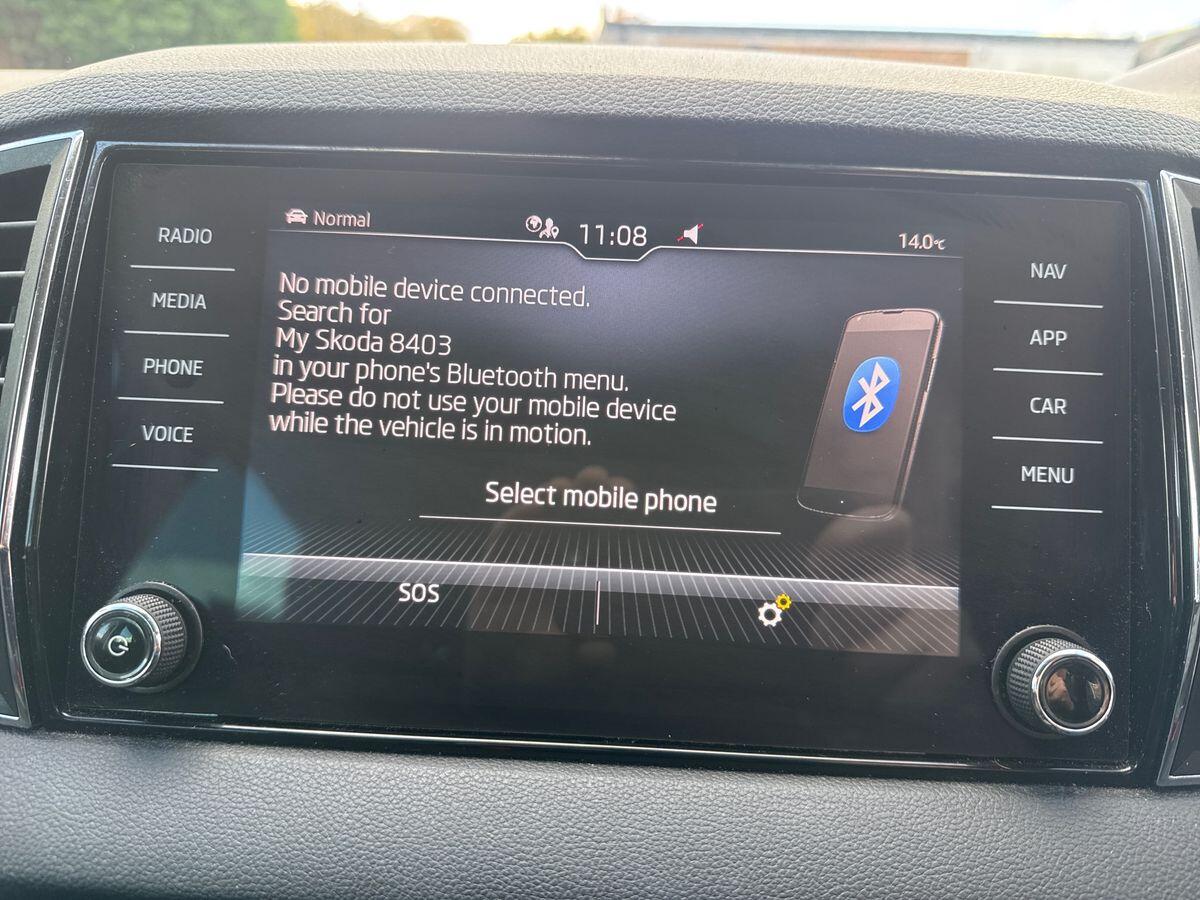 Normal
11:08
14.0°C
RADIO
MEDIA
PHONE
VOICE
No mobile device connected.
Search for
My Skoda 8403
in your phone's Bluetooth menu.
Please do not use your mobile device
while the vehicle is in motion.
Select mobile phone
SOS
NAV
APP
CAR
MENU